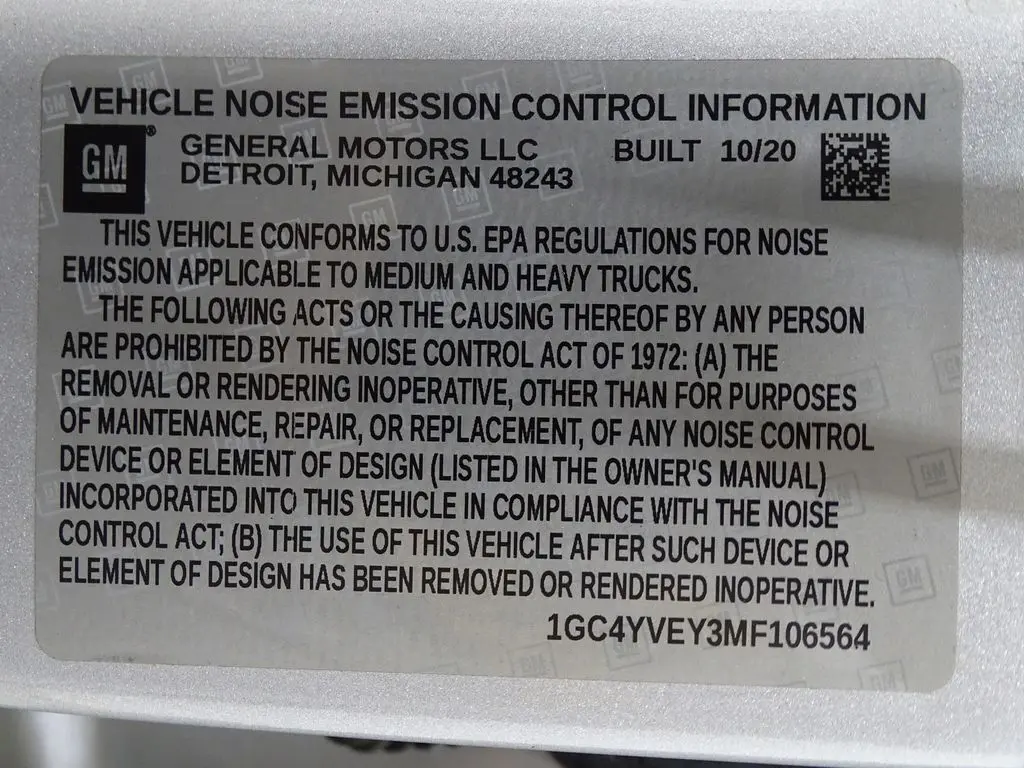 VEHICLE NOISE EMISSION CONTROL INFORMATION
GM®
GENERAL MOTORS LLC BUILT 10/20
DETROIT, MICHIGAN 48243
THIS VEHICLE CONFORMS TO U.S. EPA REGULATIONS FOR NOISE
EMISSION APPLICABLE TO MEDIUM AND HEAVY TRUCKS.
THE FOLLOWING ACTS OR THE CAUSING THEREOF BY ANY PERSON
ARE PROHIBITED BY THE NOISE CONTROL ACT OF 1972: (A) THE
REMOVAL OR RENDERING INOPERATIVE, OTHER THAN FOR PURPOSES
OF MAINTENANCE, REPAIR, OR REPLACEMENT, OF ANY NOISE CONTROL
DEVICE OR ELEMENT OF DESIGN (LISTED IN THE OWNER'S MANUAL)
INCORPORATED INTO THIS VEHICLE IN COMPLIANCE WITH THE NOISE
CONTROL ACT; (B) THE USE OF THIS VEHICLE AFTER SUCH DEVICE OR
ELEMENT OF DESIGN HAS BEEN REMOVED OR RENDERED INOPERATIVE.
1GC4YVEY3MF106564